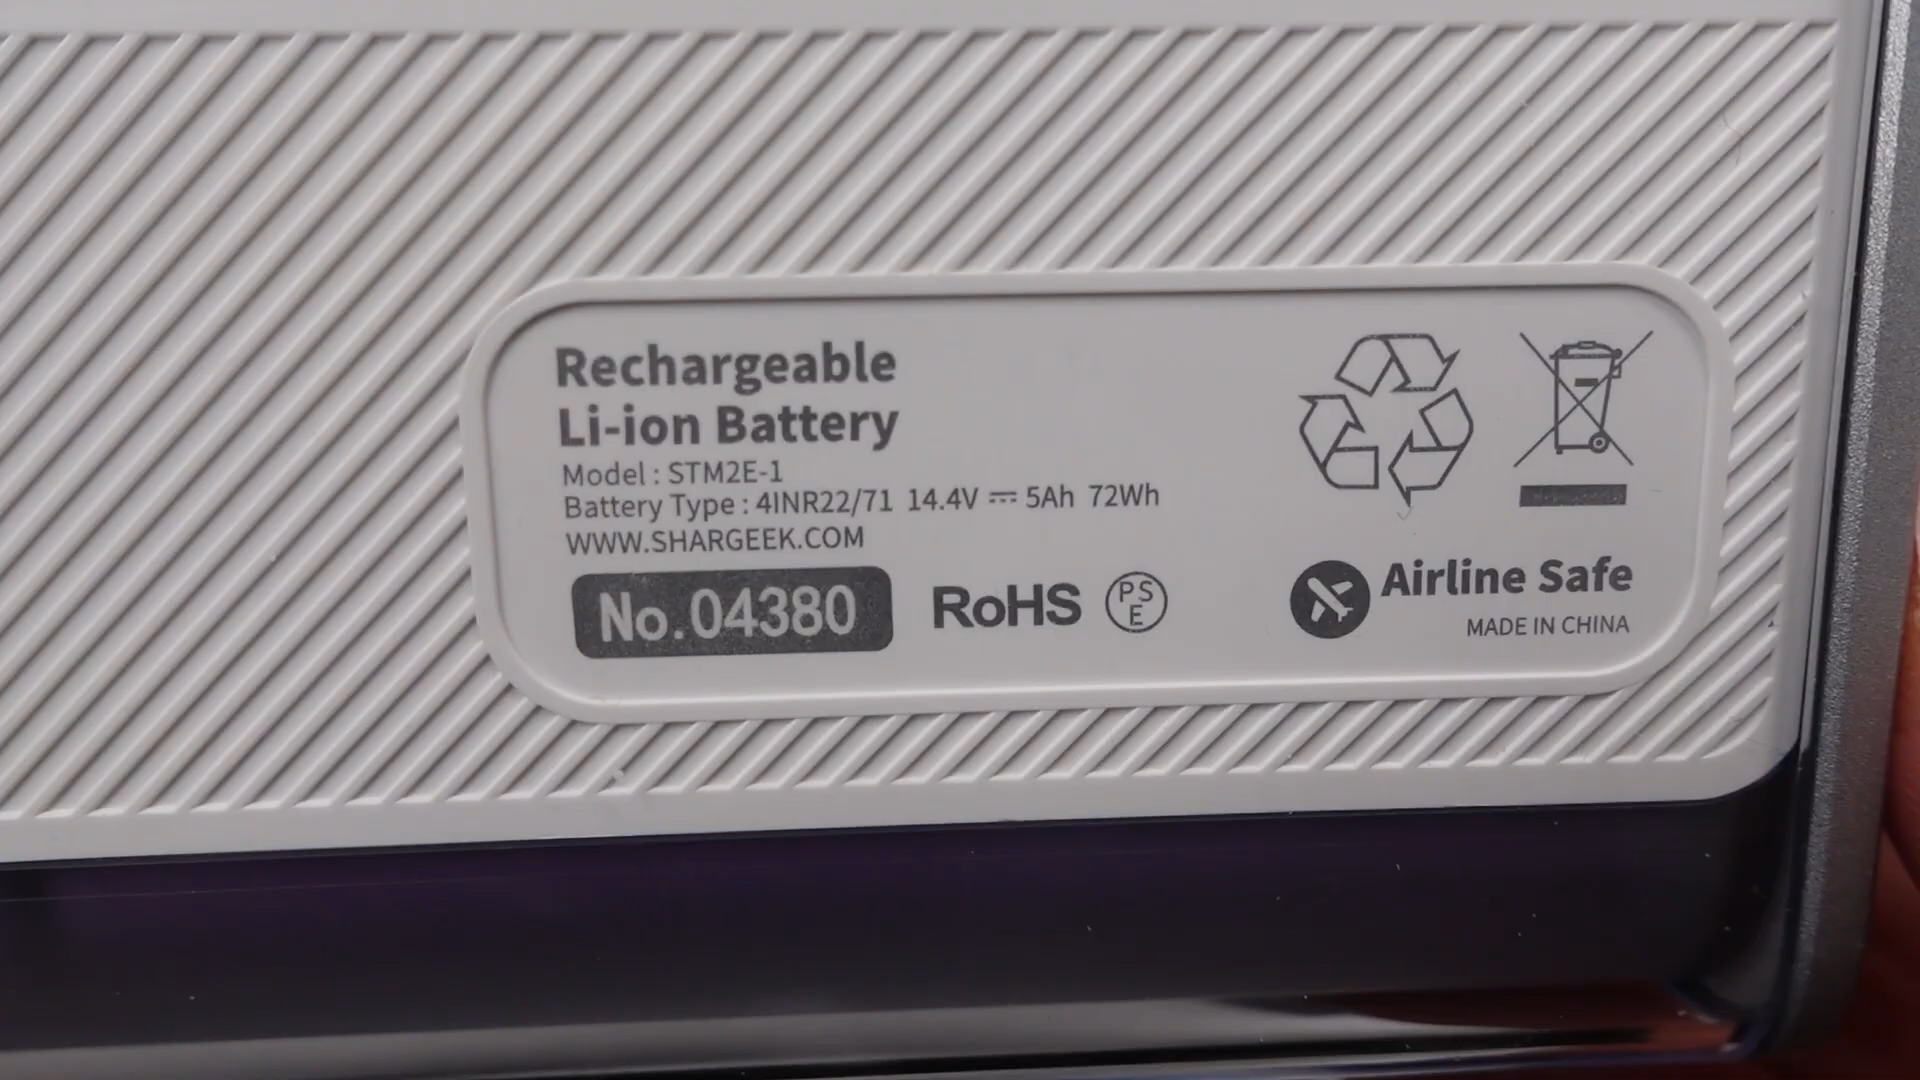 Rechargeable
Li-ion Battery
Model : STM2E-1
Battery Type : 4INR22/71 14.4V ⎓ 5Ah 72Wh
WWW.SHARGEEK.COM
No.04380
RoHS
PSE
Airline Safe
MADE IN CHINA